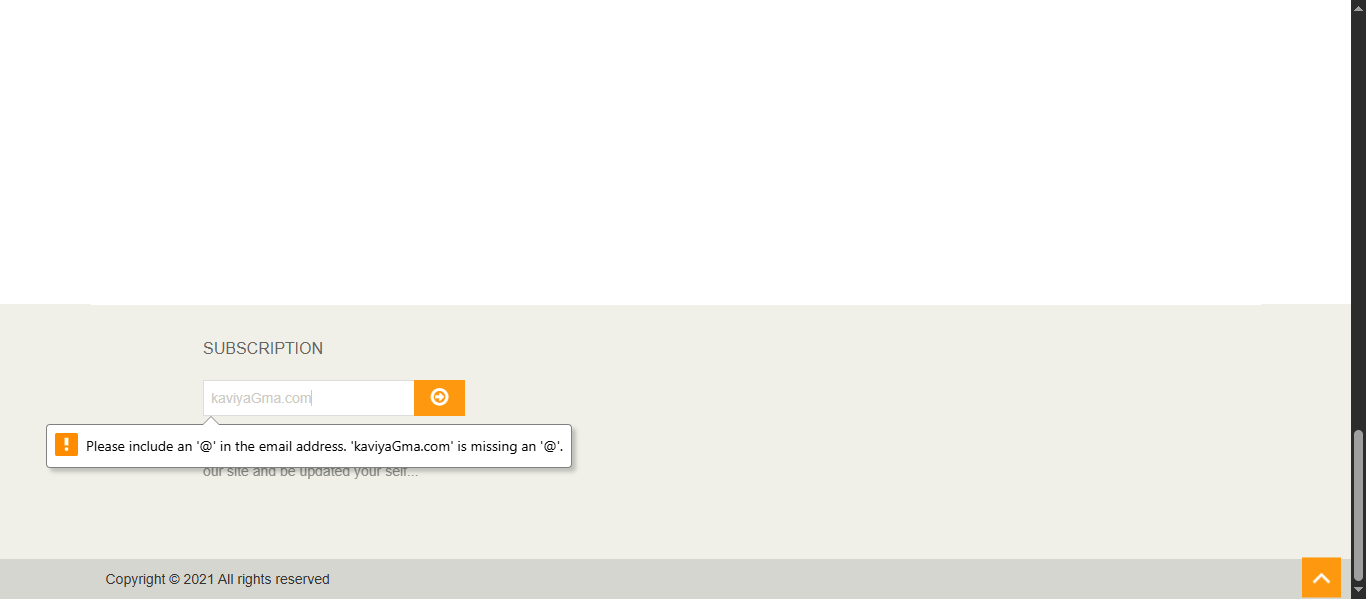 SUBSCRIPTION
kaviyaGma.com
Please include an '@' in the email address. 'kaviyaGma.com' is missing an '@'.
our site and be updated your self...
Copyright © 2021 All rights reserved